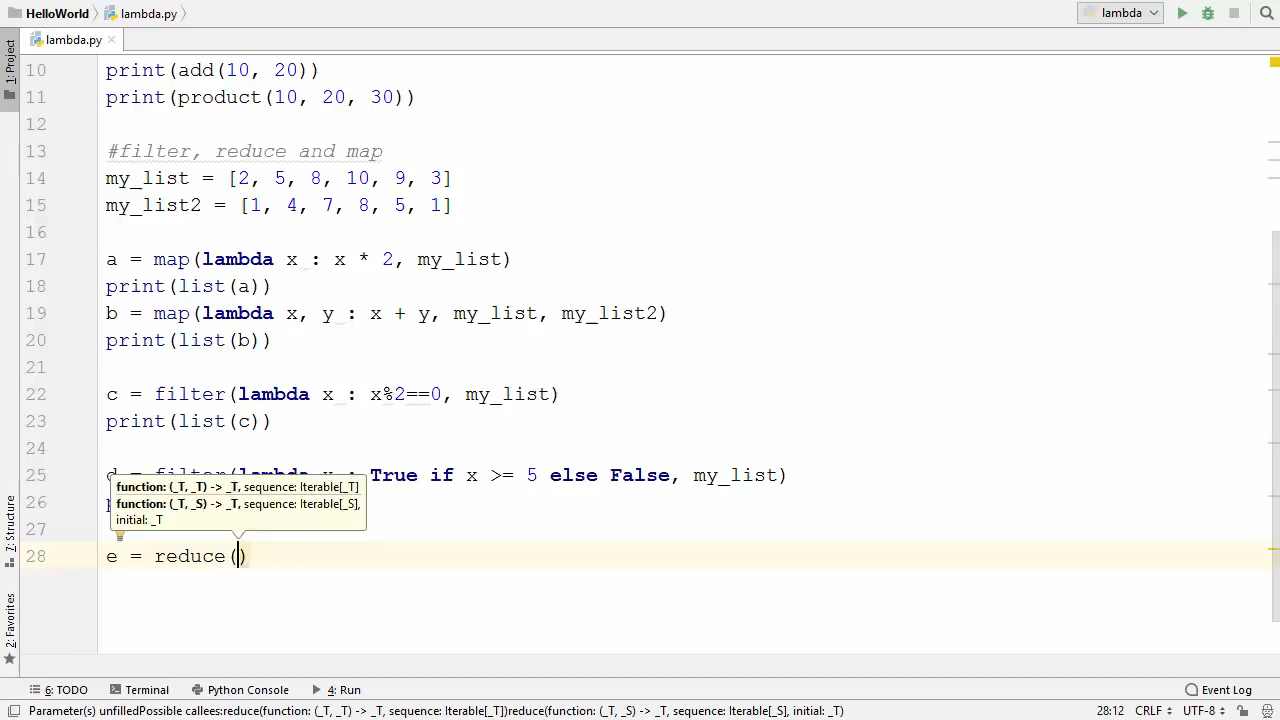 HelloWorld lambda.py lambda
lambda.py
1: Project
10 print(add(10, 20))
11 print(product(10, 20, 30))
12
13 #filter, reduce and map
14 my_list = [2, 5, 8, 10, 9, 3]
15 my_list2 = [1, 4, 7, 8, 5, 1]
16
17 a = map(lambda x : x * 2, my_list)
18 print(list(a))
19 b = map(lambda x, y : x + y, my_list, my_list2)
20 print(list(b))
21
22 c = filter(lambda x : x%2==0, my_list)
23 print(list(c))
24
25 d = filter(lambda x : True if x >= 5 else False, my_list)
function: (_T, _T) -> _T, sequence: Iterable[_T]
26
function: (_T, _S) -> _T, sequence: Iterable[_S],
initial: _T
27
28 e = reduce()
7: Structure
2: Favorites
6: TODO Terminal Python Console 4: Run Event Log
Parameter(s) unfilledPossible callees:reduce(function: (_T, _T) -> _T, sequence: Iterable[_T])reduce(function: (_T, _S) -> _T, sequence: Iterable[_S], initial: _T) 28:12 CRLF UTF-8